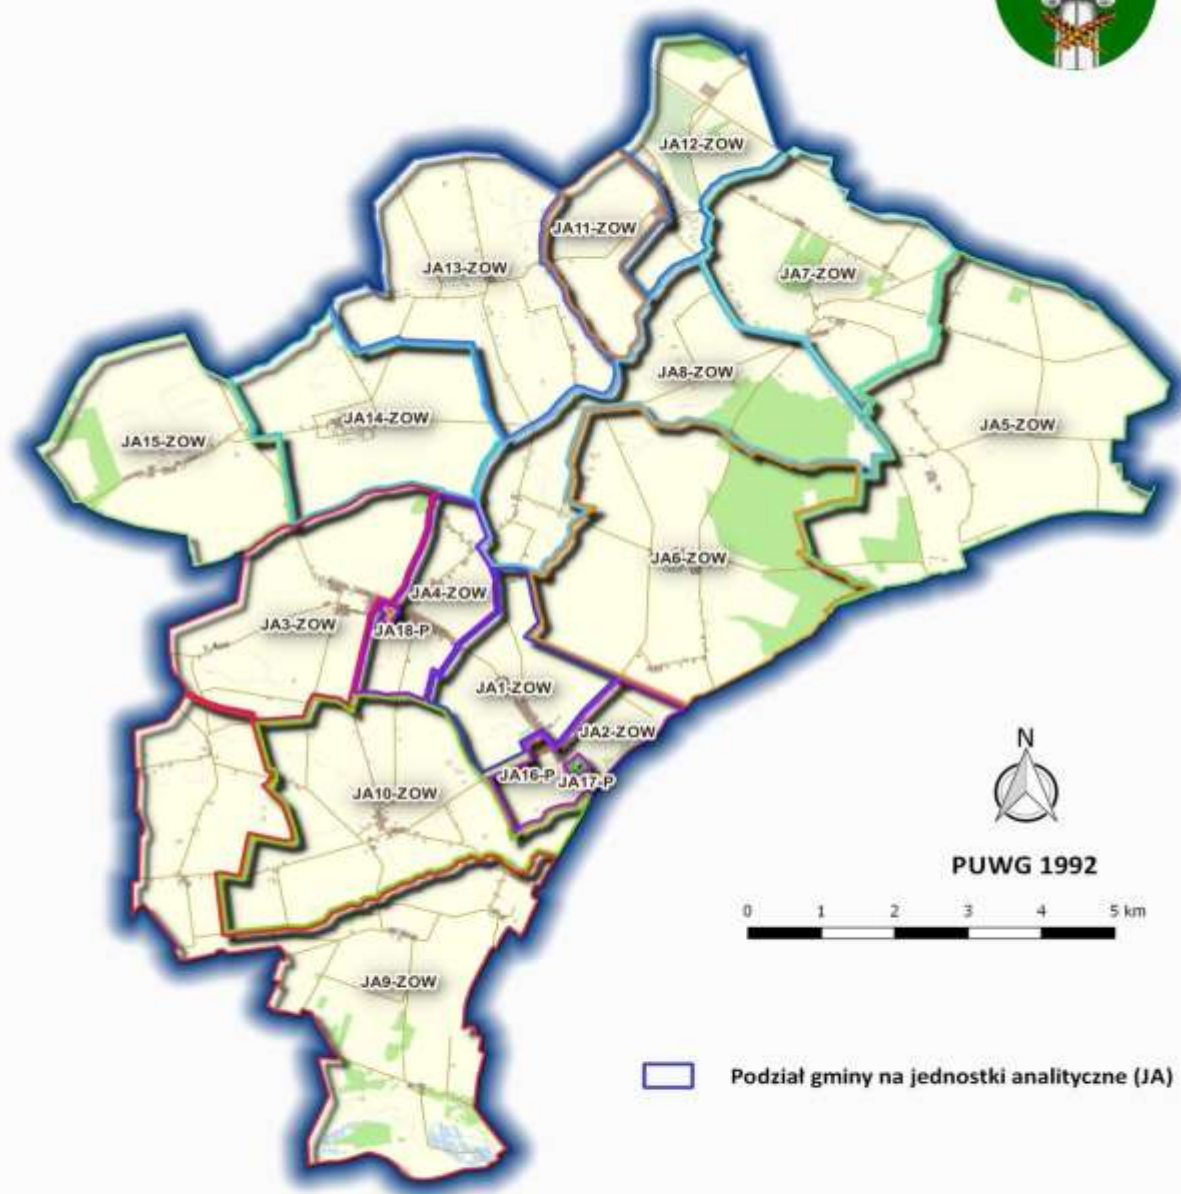 JA12-ZOW
JA11-ZOW
JA13-ZOW
JA7-ZOW
JA8-ZOW
JA14-ZOW
JA5-ZOW
JA15-ZOW
JA6-ZOW
JA4-ZOW
JA3-ZOW
JA18-P
JA1-ZOW
JA2-ZOW
JA16-P
JA17-P
JA10-ZOW
N
PUWG 1992
0 1 2 3 4 5 km
JA9-ZOW
Podział gminy na jednostki analityczne (JA)